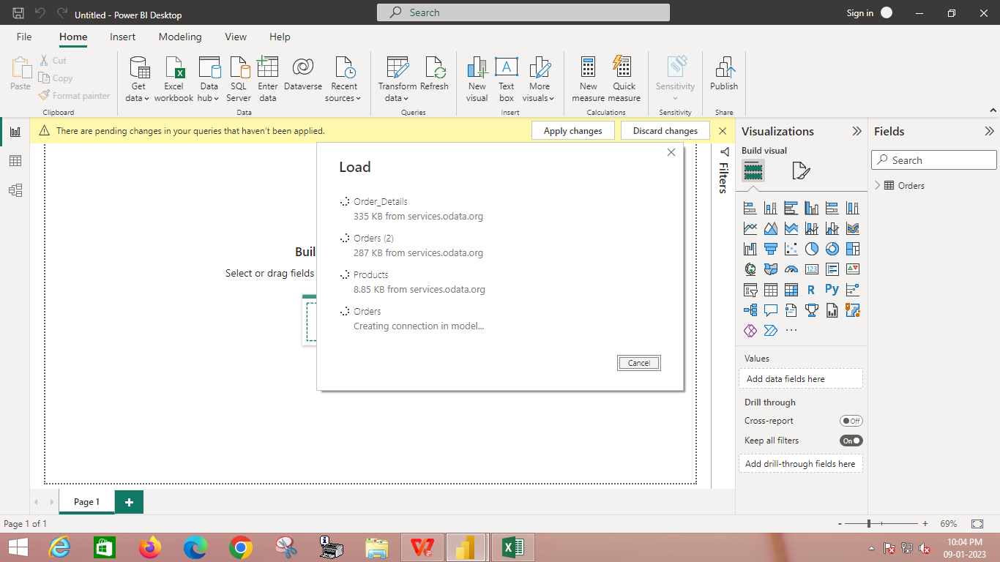 Untitled - Power BI Desktop
Search
Sign in
File
Home
Insert
Modeling
View
Help
Paste
Cut
Copy
Format painter
Clipboard
Get data
Excel workbook
Data hub
SQL Server
Enter data
Dataverse
Recent sources
Data
Transform data
Refresh
Queries
New visual
Text box
More visuals
Insert
New measure
Quick measure
Calculations
Sensitivity
Sensitivity
Publish
Share
There are pending changes in your queries that haven't been applied.
Apply changes
Discard changes
Load
Order_Details
335 KB from services.odata.org
Orders (2)
287 KB from services.odata.org
Products
8.85 KB from services.odata.org
Orders
Creating connection in model...
Cancel
Buil
Select or drag fields
Filters
Visualizations
Build visual
123
R
Py
Values
Add data fields here
Drill through
Cross-report
Off
Keep all filters
On
Add drill-through fields here
Fields
Search
Orders
Page 1
Page 1 of 1
69%
10:04 PM
09-01-2023